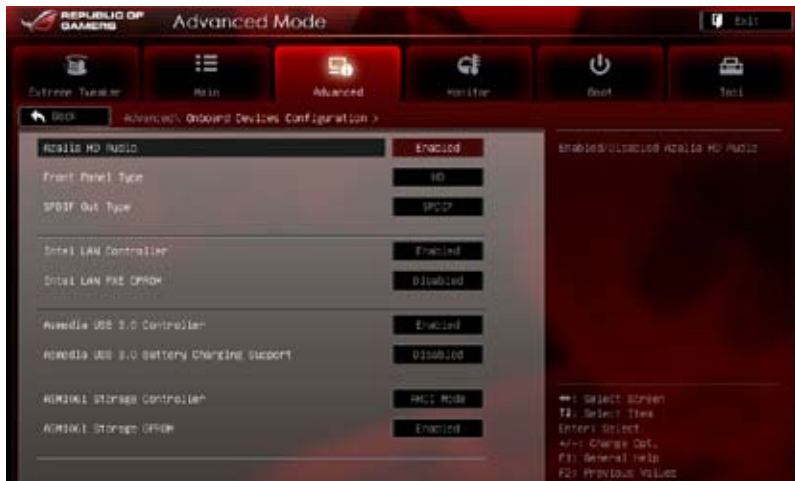 REPUBLIC OF
GAMERS
Advanced Mode
Exit
Extreme Tweaker
Main
Advanced
Monitor
Boot
Tool
Back
Advanced\ Onboard Devices Configuration >
Azalia HD Audio Enabled
Front Panel Type HD
SPDIF Out Type SPDIF
Intel LAN Controller Enabled
Intel LAN PXE OPROM Disabled
Asmedia USB 3.0 Controller Enabled
Asmedia USB 3.0 Battery Charging Support Disabled
ASM1061 Storage Controller AHCI Mode
ASM1061 Storage OPROM Enabled
Enabled/Disabled Azalia HD Audio
→←: Select Screen
↑↓: Select Item
Enter: Select
+/-: Change Opt.
F1: General Help
F2: Previous Values